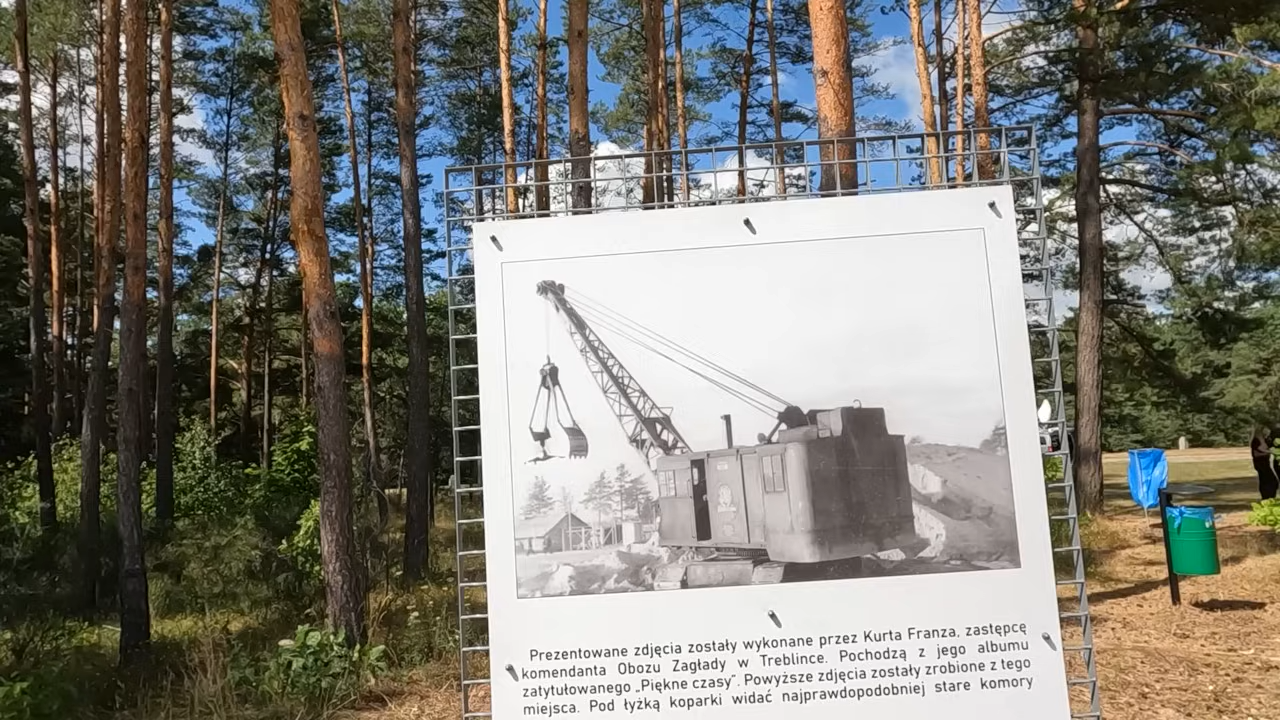 Prezentowane zdjęcia zostały wykonane przez Kurta Franza, zastępcę
komendanta Obozu Zagłady w Treblince. Pochodzą z jego albumu
zatytułowanego „Piękne czasy". Powyższe zdjęcia zostały zrobione z tego
miejsca. Pod łyżką koparki widać najprawdopodobniej stare komory